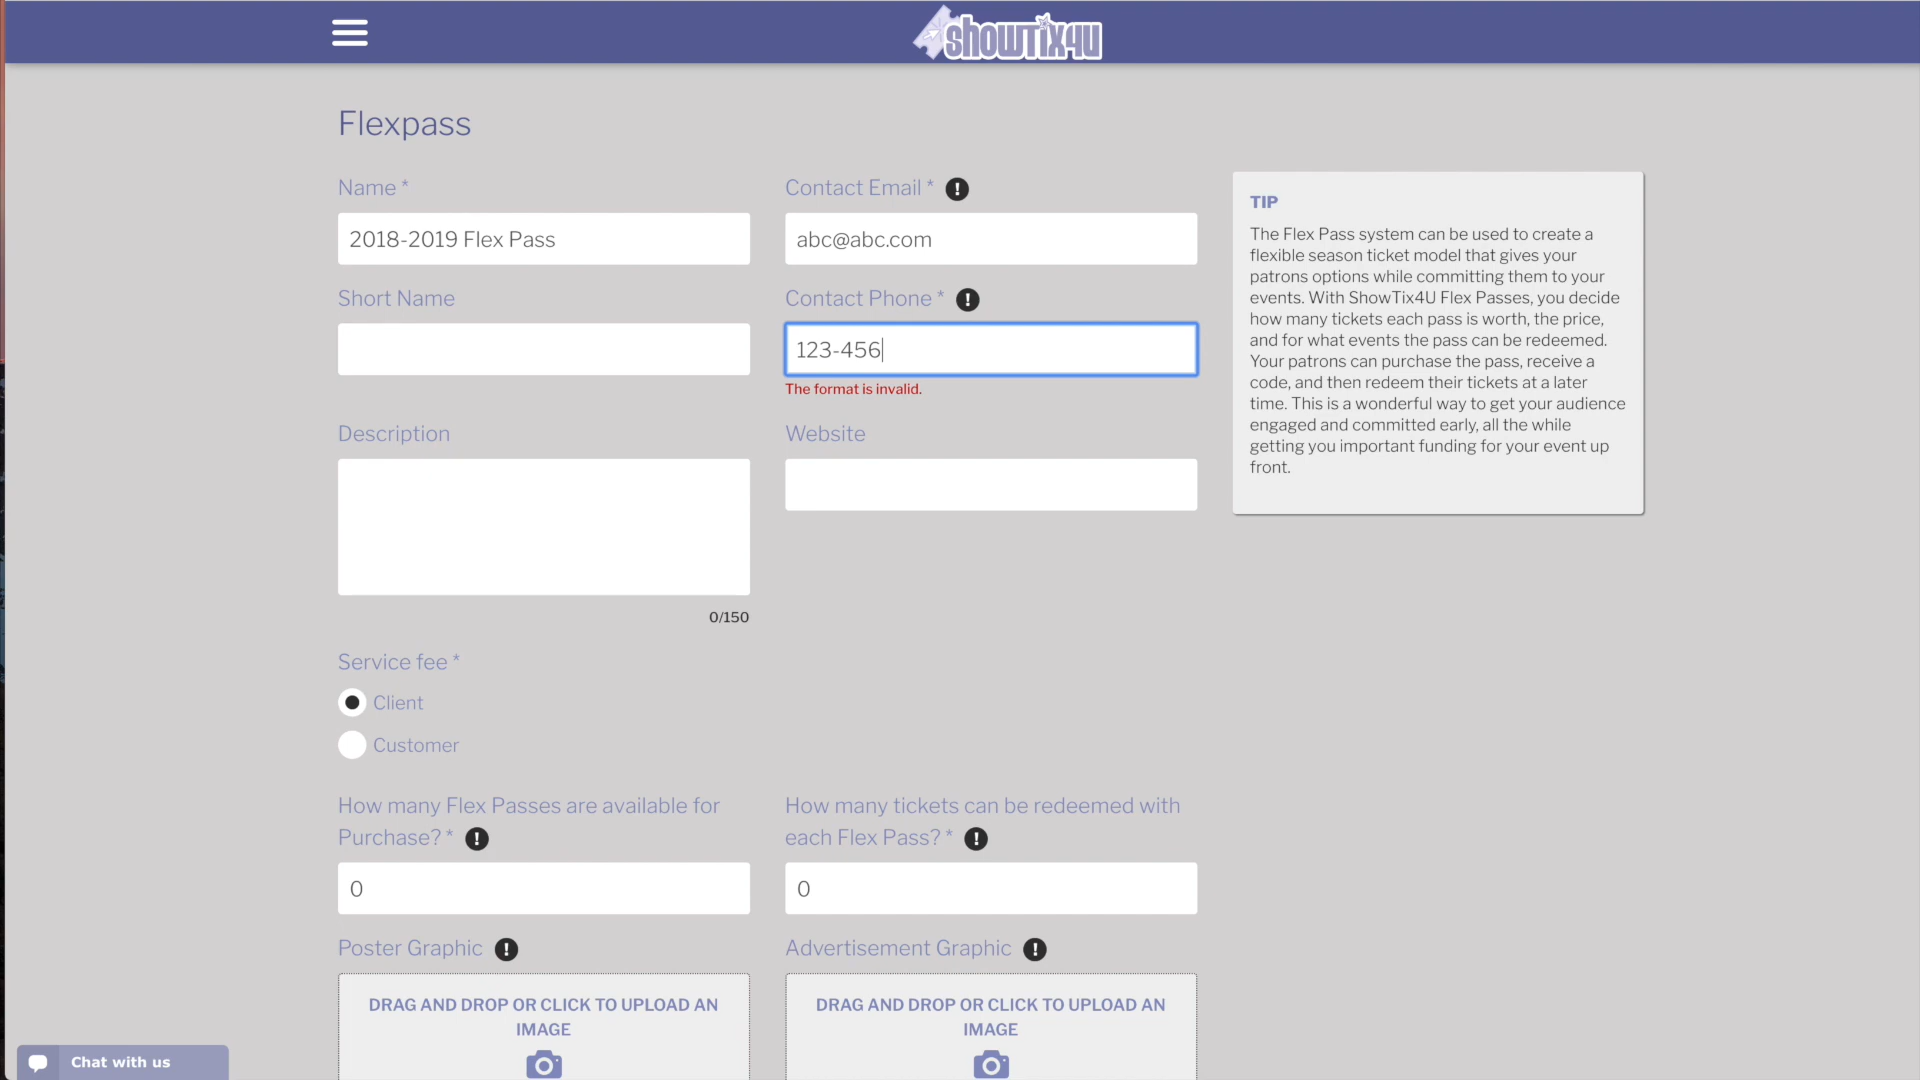 showTix4U
Flexpass
Name *
2018-2019 Flex Pass
Short Name
Description
0/150
Contact Email *
abc@abc.com
Contact Phone *
123-456
The format is invalid.
Website
TIP
The Flex Pass system can be used to create a
flexible season ticket model that gives your
patrons options while committing them to your
events. With ShowTix4U Flex Passes, you decide
how many tickets each pass is worth, the price,
and for what events the pass can be redeemed.
Your patrons can purchase the pass, receive a
code, and then redeem their tickets at a later
time. This is a wonderful way to get your audience
engaged and committed early, all the while
getting you important funding for your event up
front.
Service fee *
Client
Customer
How many Flex Passes are available for
Purchase? *
0
How many tickets can be redeemed with
each Flex Pass? *
0
Poster Graphic
DRAG AND DROP OR CLICK TO UPLOAD AN
IMAGE
Advertisement Graphic
DRAG AND DROP OR CLICK TO UPLOAD AN
IMAGE
Chat with us